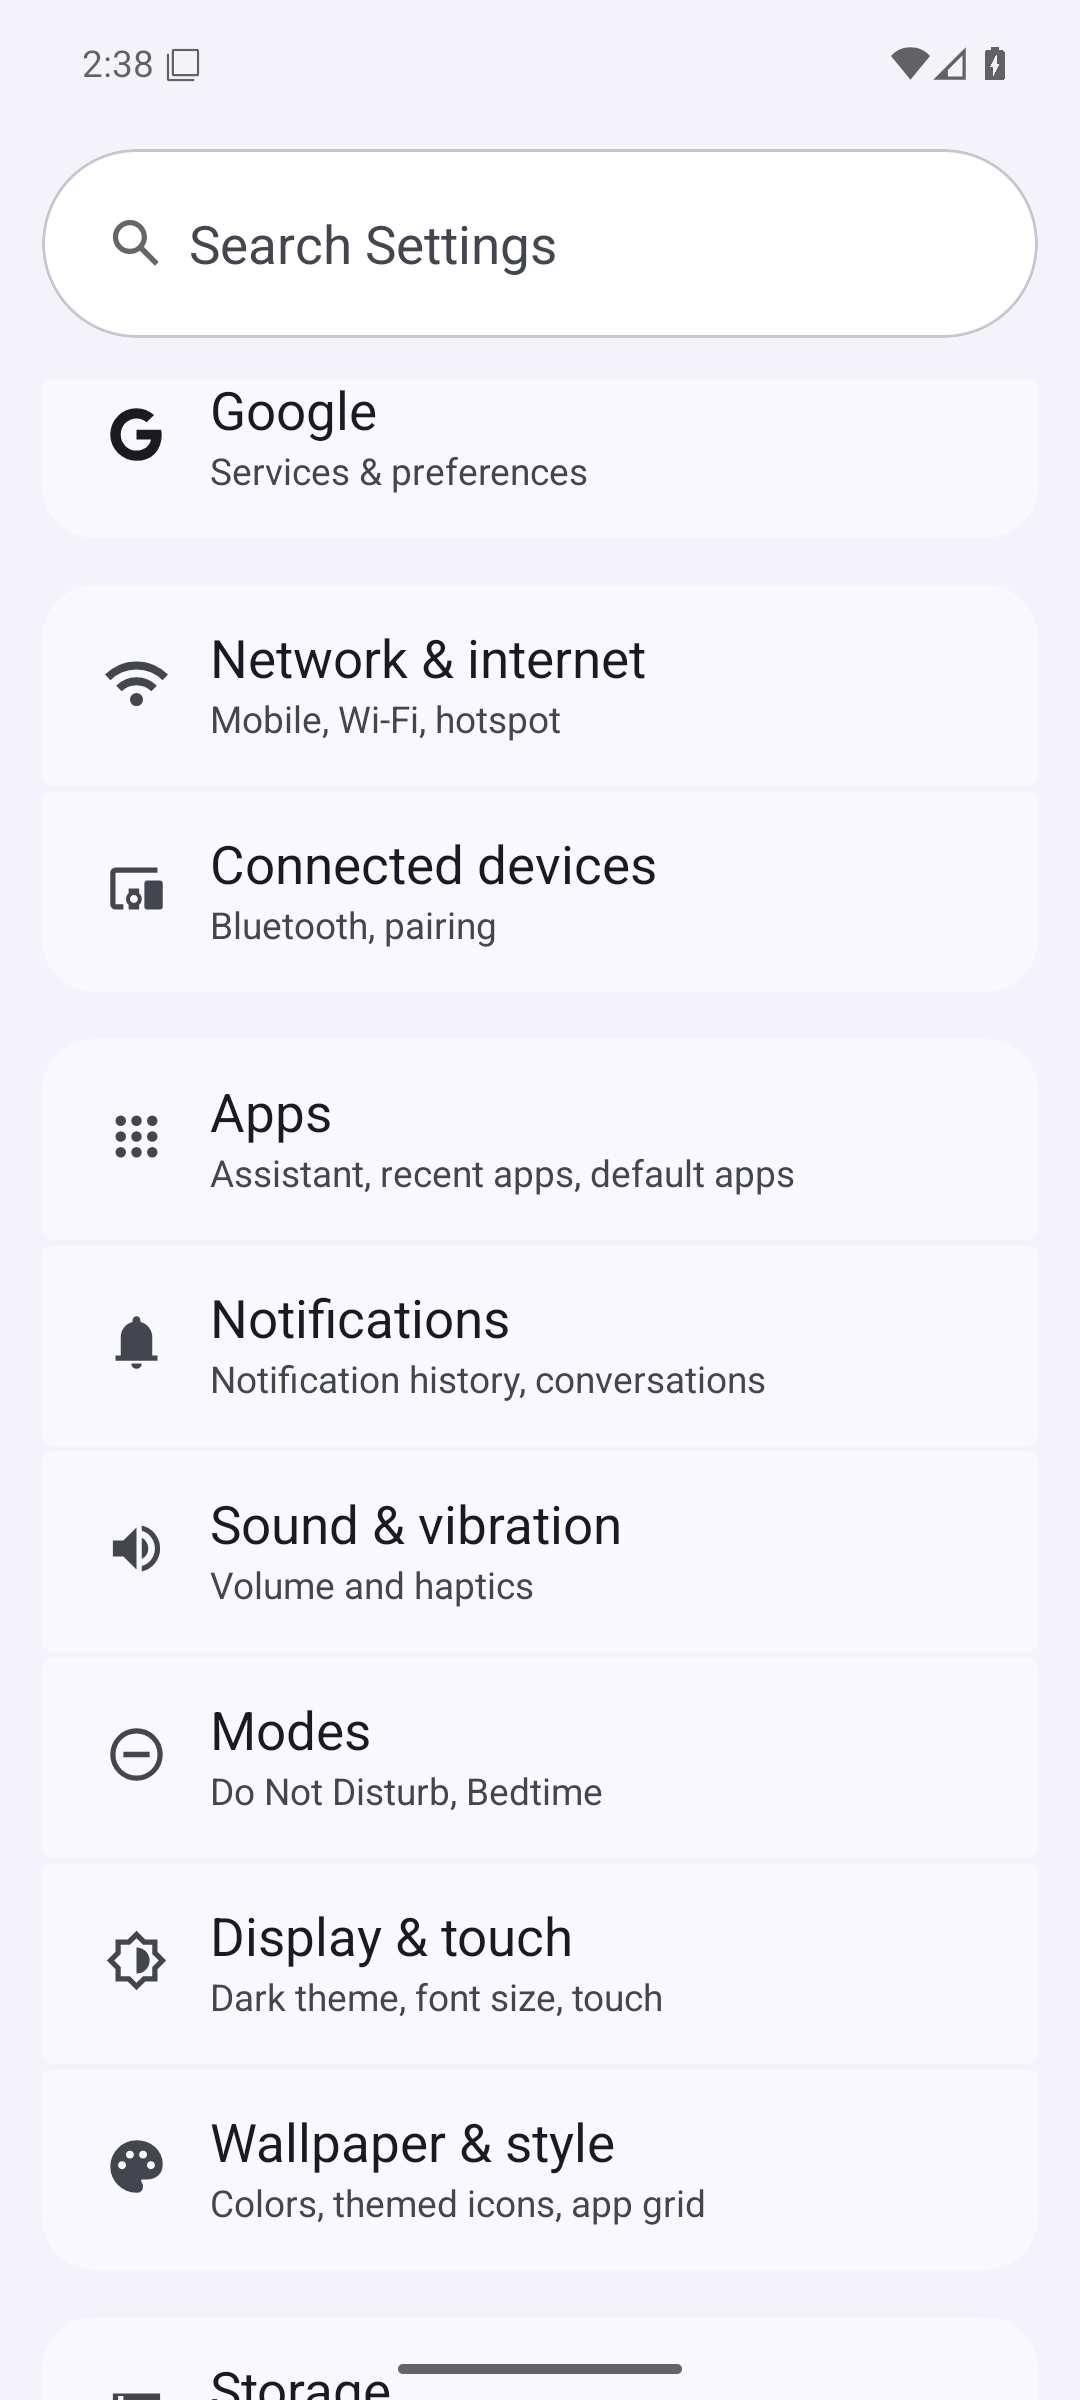 2:38
Search Settings
Google
Services & preferences
Network & internet
Mobile, Wi-Fi, hotspot
Connected devices
Bluetooth, pairing
Apps
Assistant, recent apps, default apps
Notifications
Notification history, conversations
Sound & vibration
Volume and haptics
Modes
Do Not Disturb, Bedtime
Display & touch
Dark theme, font size, touch
Wallpaper & style
Colors, themed icons, app grid
Storage